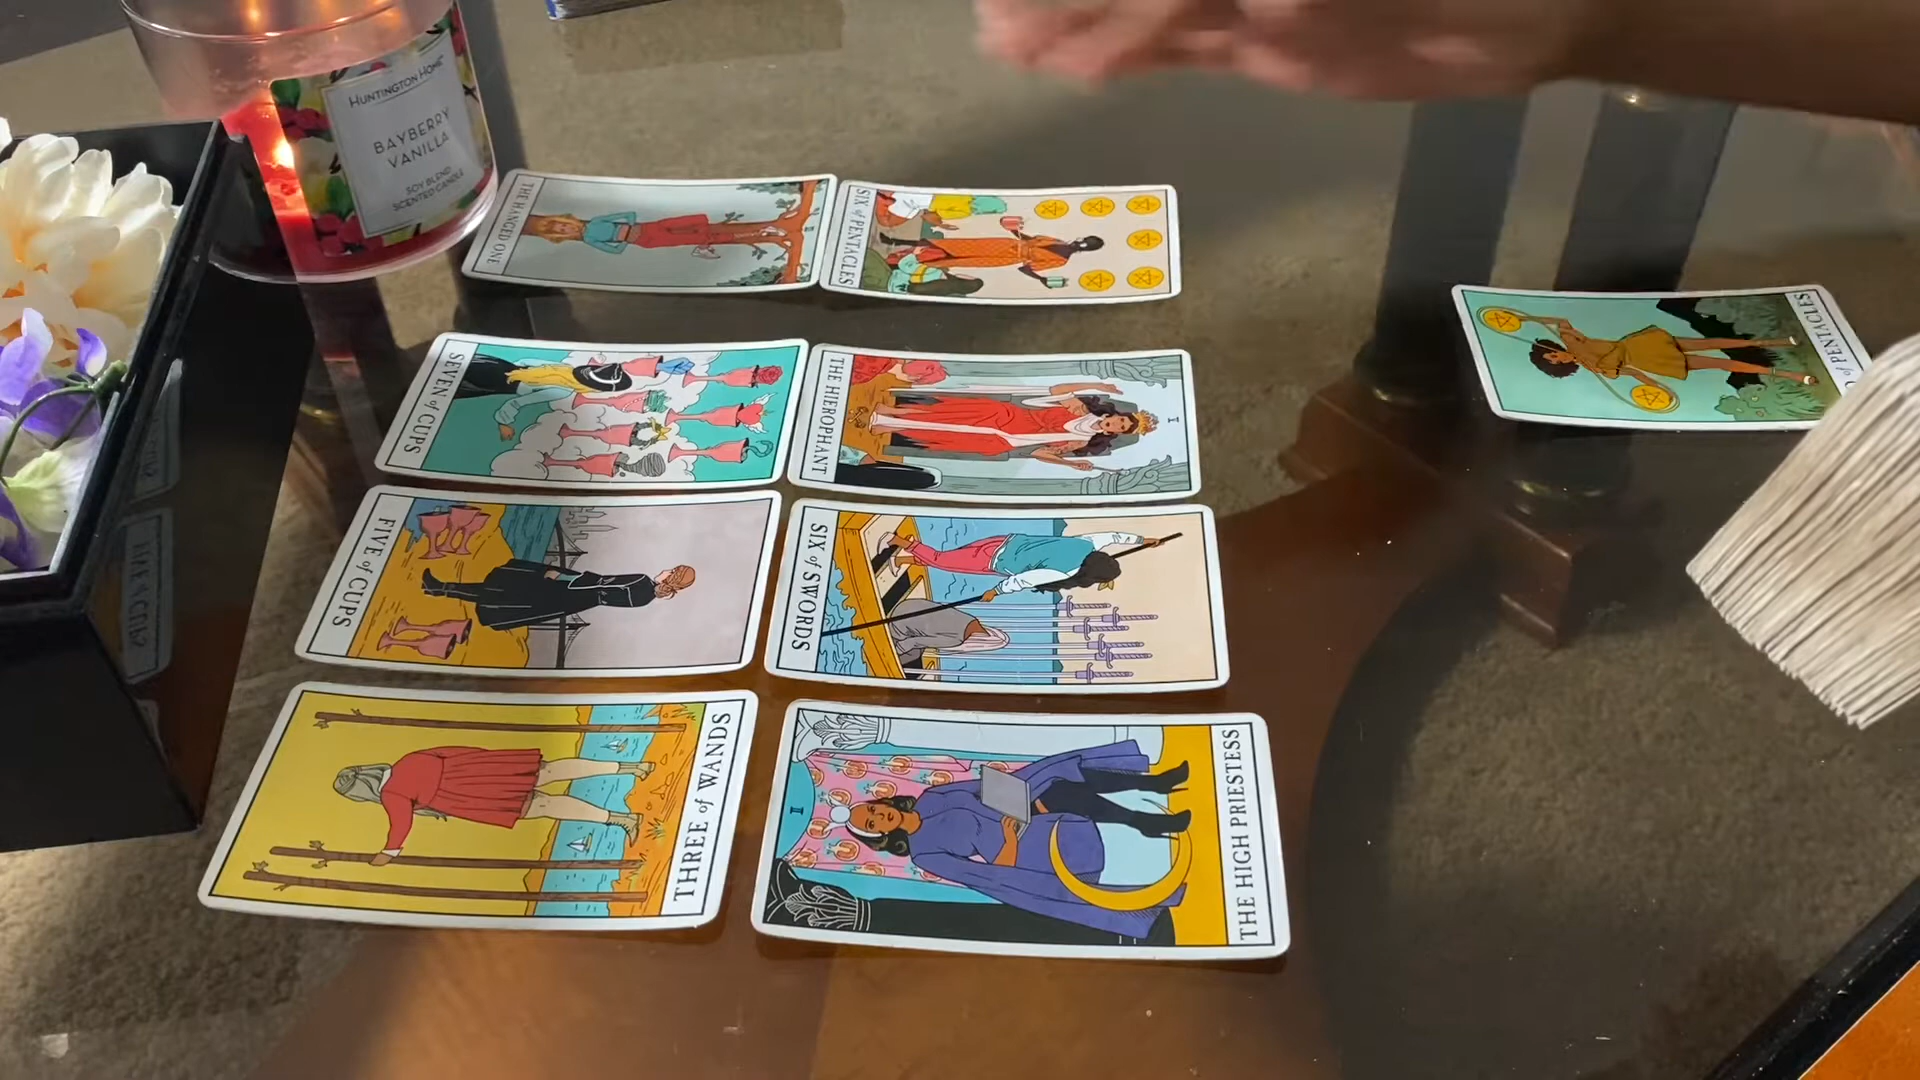 HUNTINGTON HOME
BAYBERRY
VANILLA
SOY BLEND
SCENTED CANDLE
THE HANGED ONE
SIX of PENTACLES
SEVEN of CUPS
THE HIEROPHANT
I
of PENTACLES
FIVE of CUPS
SIX of SWORDS
THREE of WANDS
II
THE HIGH PRIESTESS